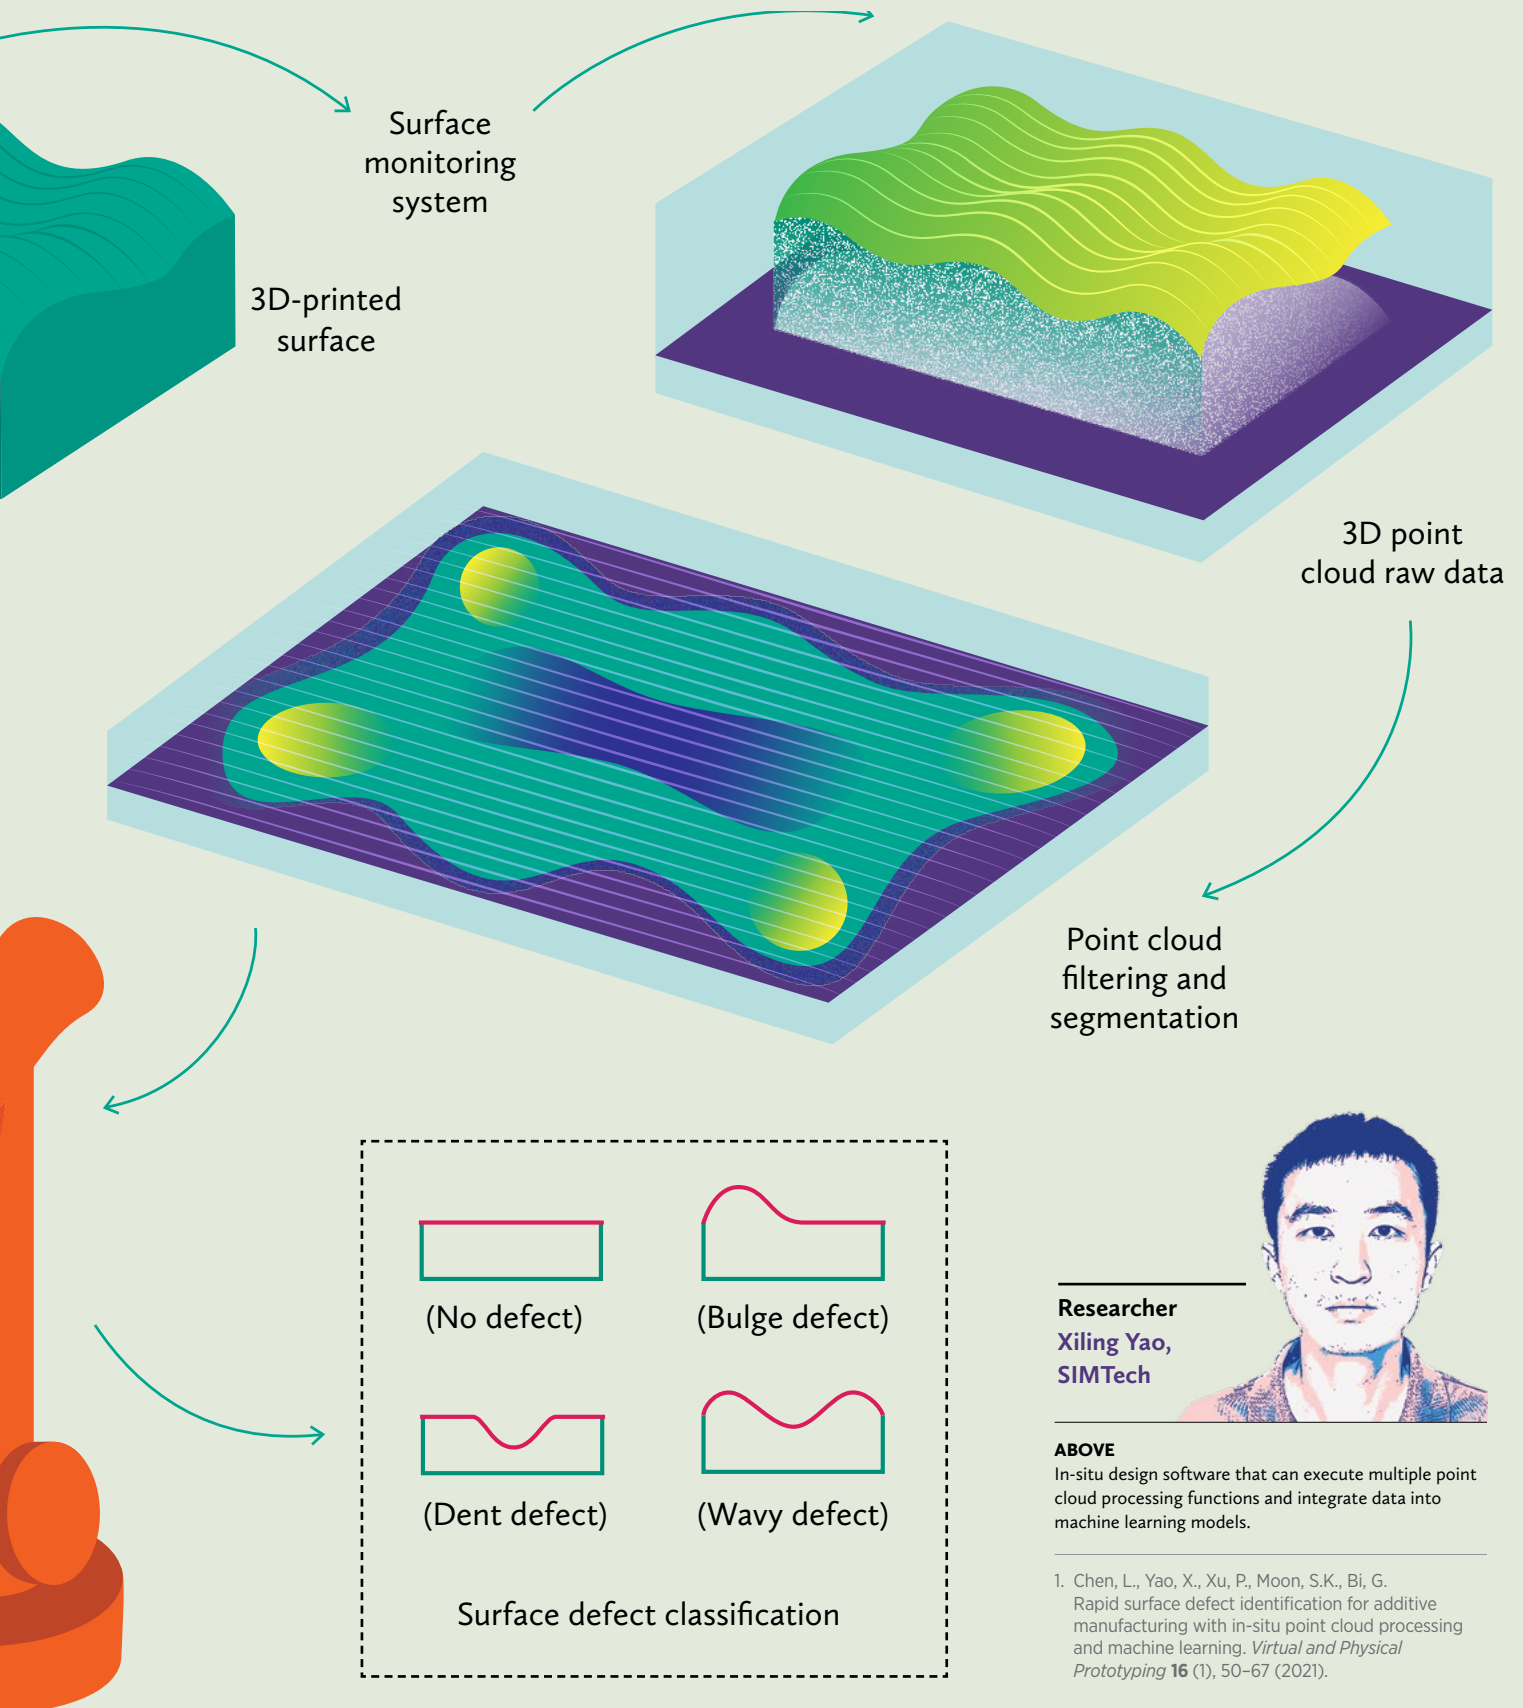 Surface
monitoring
system
3D-printed
surface
3D point
cloud raw data
Point cloud
filtering and
segmentation
(No defect)
(Bulge defect)
(Dent defect)
(Wavy defect)
Surface defect classification
Researcher
Xiling Yao,
SIMTech
ABOVE
In-situ design software that can execute multiple point
cloud processing functions and integrate data into
machine learning models.
1. Chen, L., Yao, X., Xu, P., Moon, S.K., Bi, G.
Rapid surface defect identification for additive
manufacturing with in-situ point cloud processing
and machine learning. Virtual and Physical
Prototyping 16 (1), 50–67 (2021).